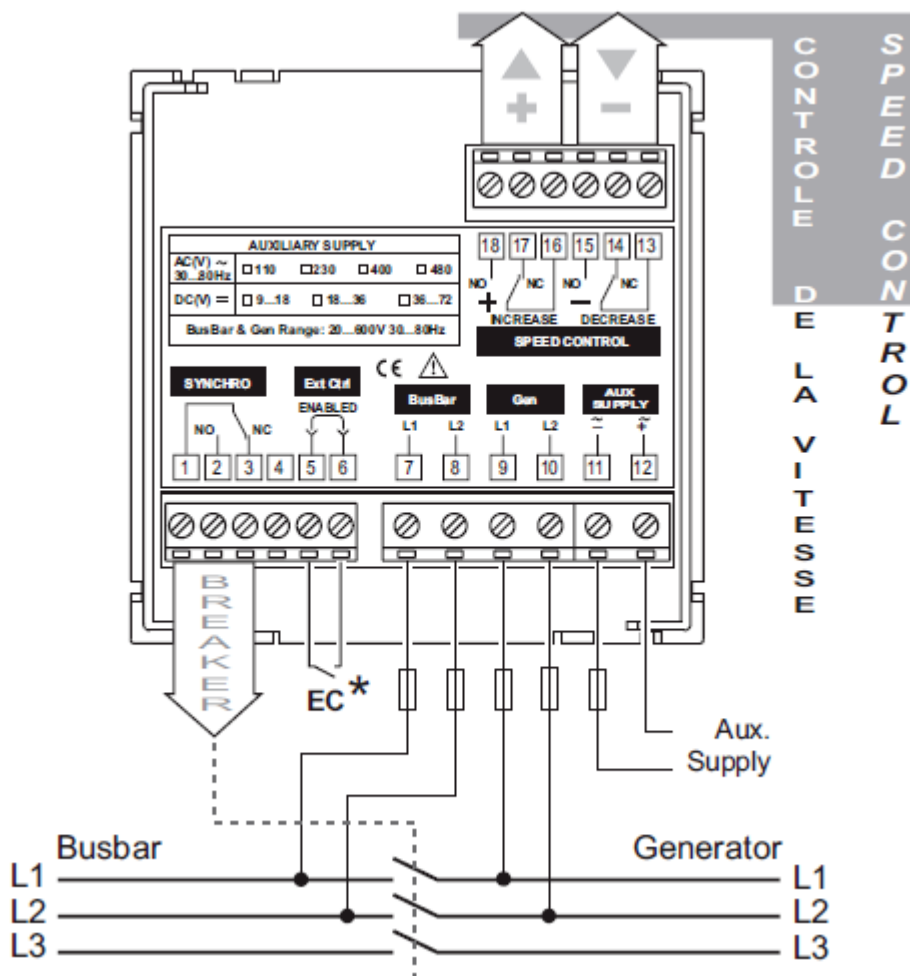 CONTROLE DE LA VITESSE
SPEED CONTROL
+
−
18 17 16 15 14 13
NO NC NO NC
+ −
INCREASE DECREASE
SPEED CONTROL
AUXILIARY SUPPLY
AC(V) ~ 30...80Hz 110 230 400 480
DC(V) 9...18 18...36 36...72
BusBar & Gen Range: 20...600V 30...80Hz
CE
SYNCHRO Ext Ctrl BusBar Gen AUX SUPPLY
ENABLED
NO NC
L1 L2 L1 L2 ~ − ~ +
1 2 3 4 5 6 7 8 9 10 11 12
BREAKER
EC*
Aux.
Supply
Busbar Generator
L1 L1
L2 L2
L3 L3